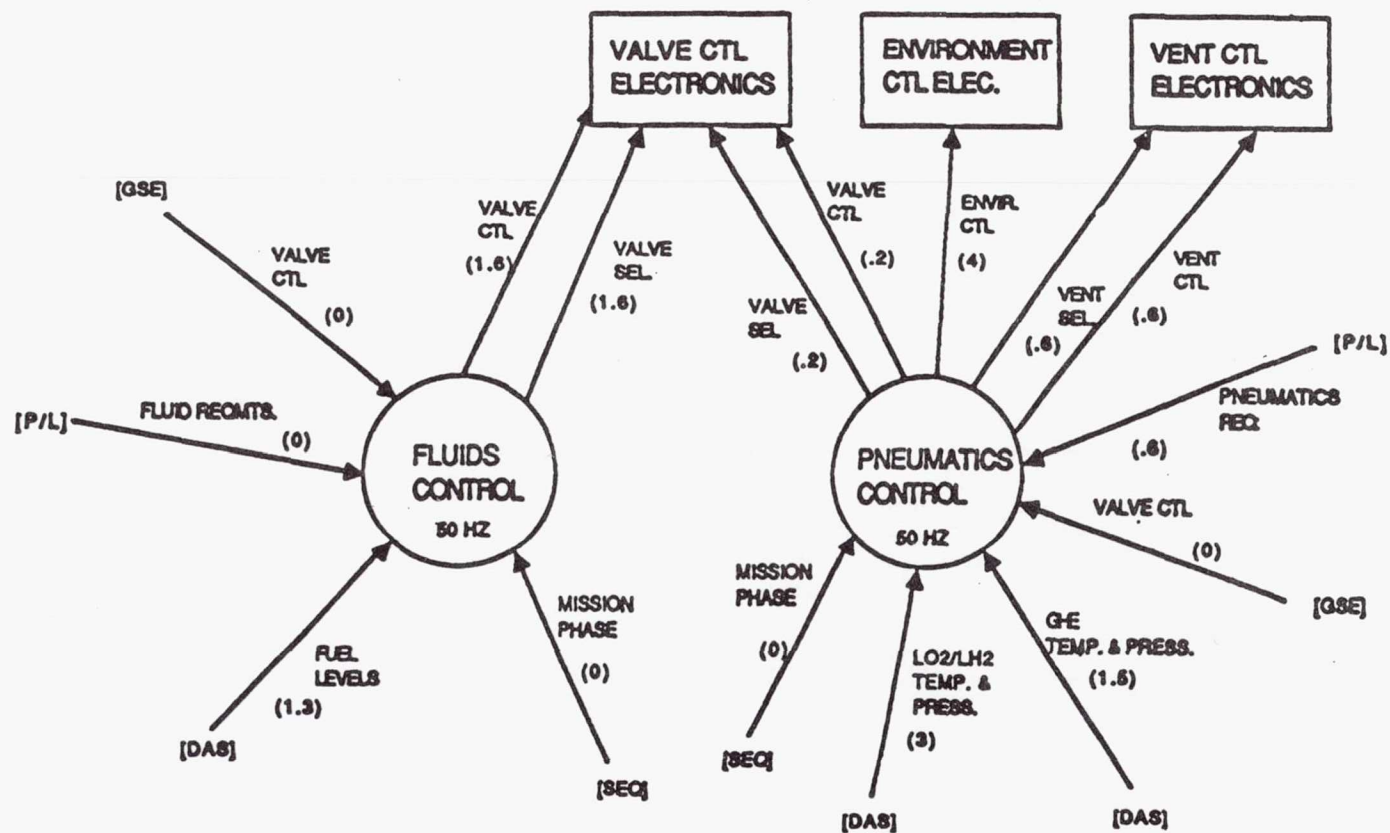 VALVE CTL
ELECTRONICS
ENVIRONMENT
CTL ELEC.
VENT CTL
ELECTRONICS
[GSE]
VALVE
CTL
(0)
VALVE
CTL
(1.6)
VALVE
SEL
(1.6)
VALVE
SEL
(.2)
VALVE
CTL
(.2)
ENVIR.
CTL
(4)
VENT
SEL
(.6)
VENT
CTL
(.6)
[P/L]
FLUID REQMTS.
(0)
[P/L]
PNEUMATICS
REQ.
(.6)
FLUIDS
CONTROL
50 HZ
PNEUMATICS
CONTROL
50 HZ
VALVE CTL
(0)
[GSE]
FUEL
LEVELS
(1.3)
[DAS]
MISSION
PHASE
(0)
[SEQ]
MISSION
PHASE
(0)
[SEQ]
LO2/LH2
TEMP. &
PRESS.
(3)
[DAS]
GHE
TEMP. & PRESS.
(1.5)
[DAS]